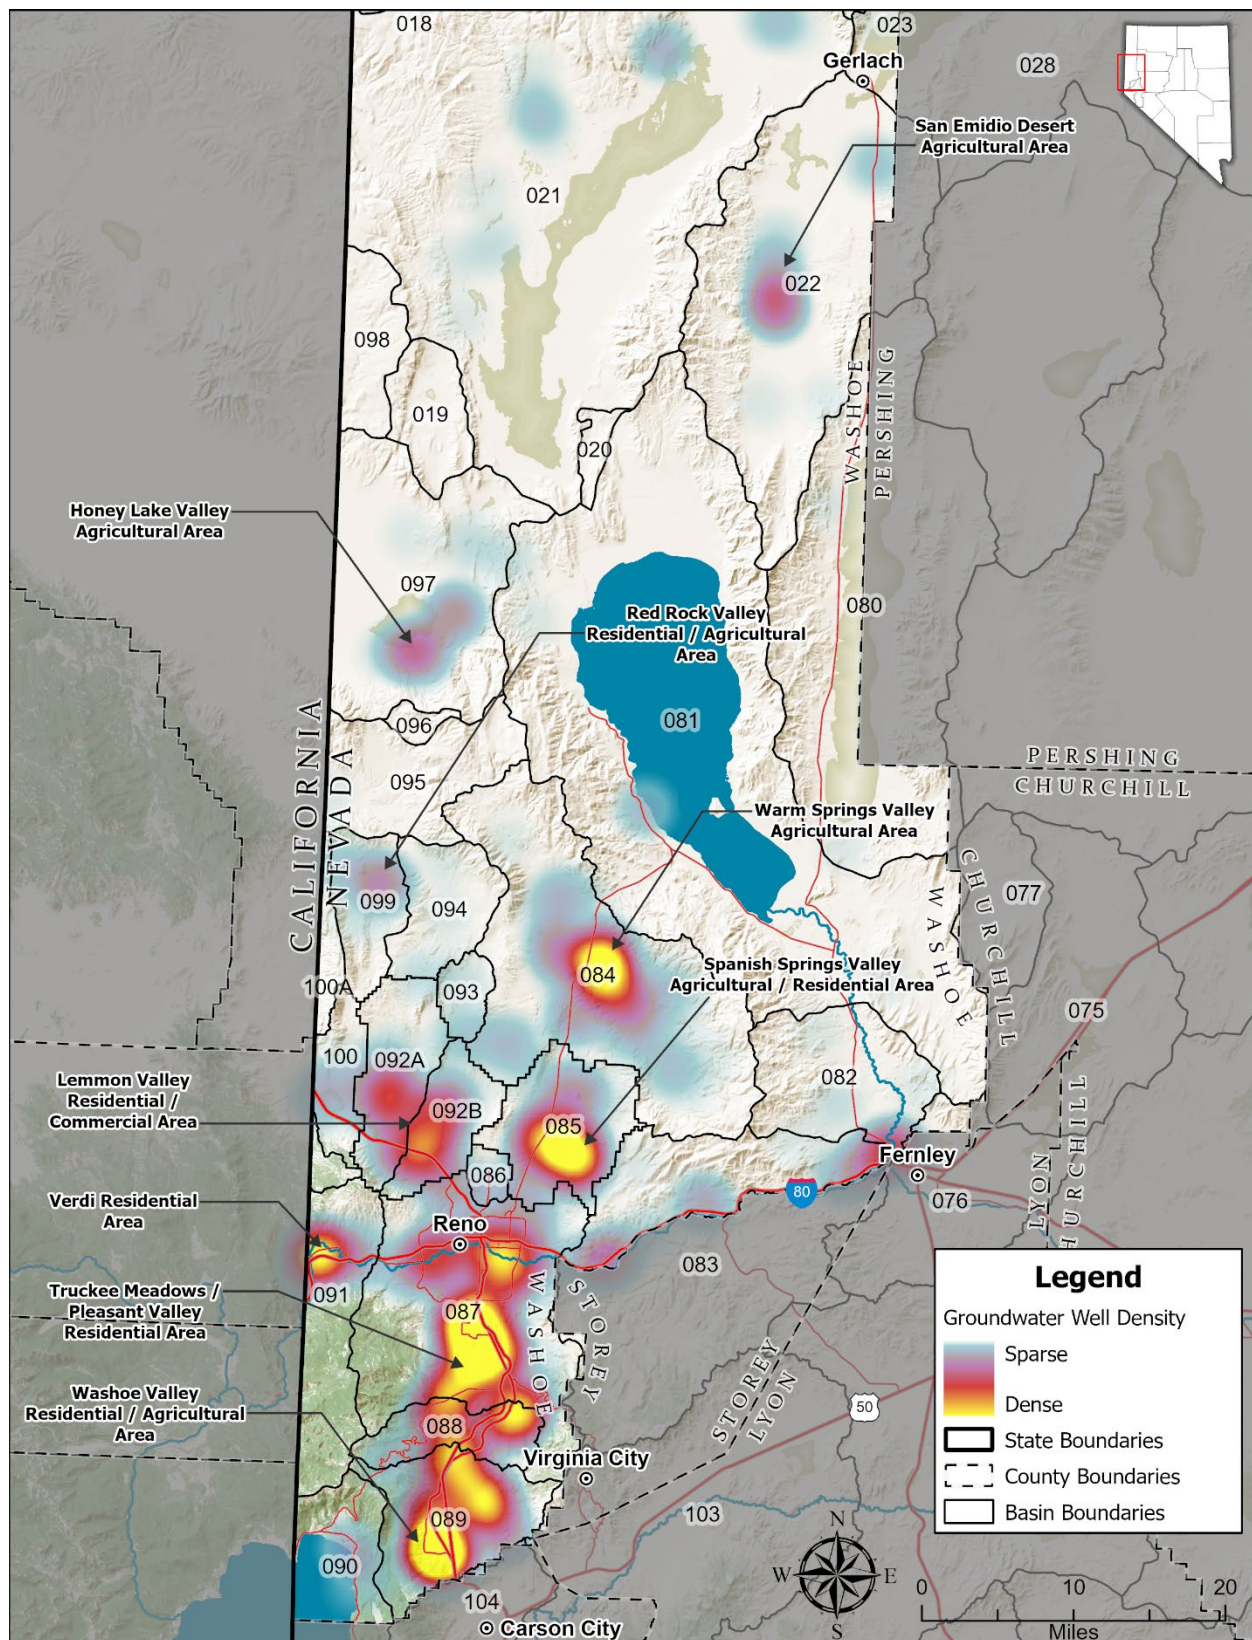 018
023
Gerlach
028
San Emidio Desert
Agricultural Area
021
022
098
WASHOE
PERSHING
019
020
Honey Lake Valley
Agricultural Area
097
080
Red Rock Valley
Residential / Agricultural
Area
081
096
CALIFORNIA
NEVADA
095
PERSHING
CHURCHILL
Warm Springs Valley
Agricultural Area
099
094
077
WASHOE
CHURCHILL
084
Spanish Springs Valley
Agricultural / Residential Area
100A
093
075
100
092A
082
Lemmon Valley
Residential /
Commercial Area
092B
085
086
Fernley
076
LYON
CHURCHILL
80
Verdi Residential
Area
Reno
083
091
Truckee Meadows /
Pleasant Valley
Residential Area
087
WASHOE
STOREY
STOREY
LYON
50
Washoe Valley
Residential / Agricultural
Area
088
Virginia City
089
103
090
104
Carson City
Legend
Groundwater Well Density
Sparse
Dense
State Boundaries
County Boundaries
Basin Boundaries
N
W
E
S
0
10
20
Miles